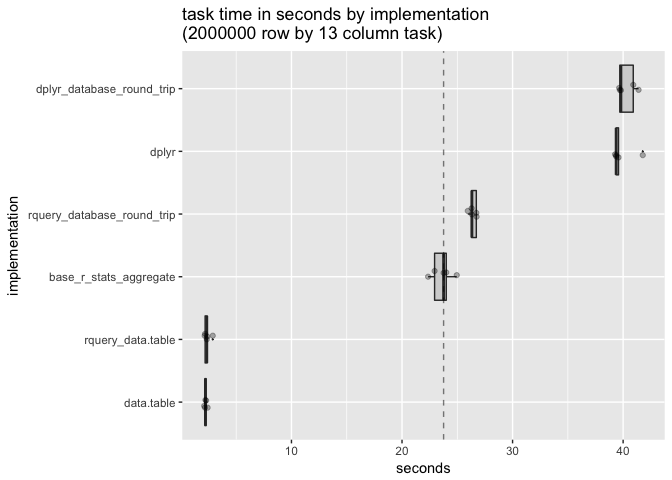 task time in seconds by implementation
(2000000 row by 13 column task)
dplyr_database_round_trip
dplyr
rquery_database_round_trip
base_r_stats_aggregate
rquery_data.table
data.table
implementation
10 20 30 40
seconds